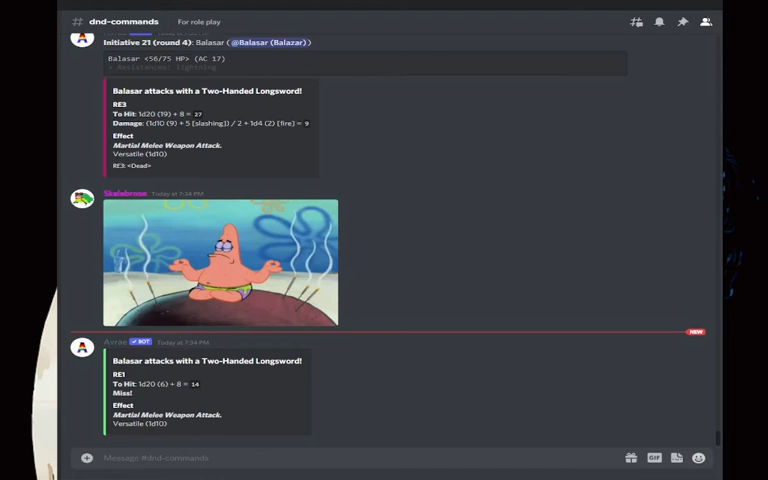 # dnd-commands For role play
Initiative 21 (round 4): Balasar (@Balasar (Balazar))
Balasar <56/75 HP> (AC 17)
> Resistances: lightning
Balasar attacks with a Two-Handed Longsword!
RE3
To Hit: 1d20 (19) + 8 = 27
Damage: (1d10 (9) + 5 [slashing]) / 2 + 1d4 (2) [fire] = 9
Effect
Martial Melee Weapon Attack.
Versatile (1d10)
RE3: <Dead>
Today at 7:34 PM
NEW
Avrae ✓ BOT Today at 7:34 PM
Balasar attacks with a Two-Handed Longsword!
RE1
To Hit: 1d20 (6) + 8 = 14
Miss!
Effect
Martial Melee Weapon Attack.
Versatile (1d10)
Message #dnd-commands GIF